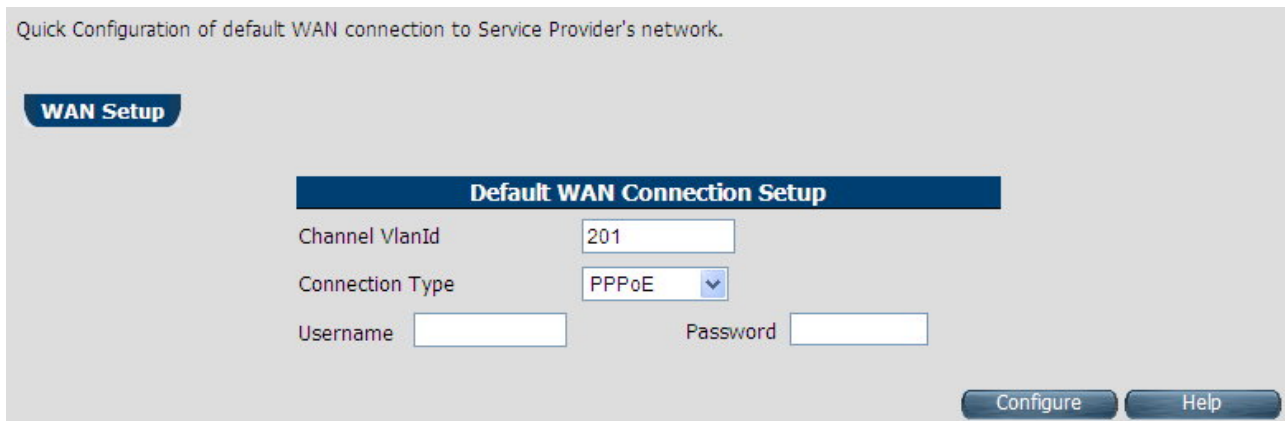 Quick Configuration of default WAN connection to Service Provider's network.
WAN Setup
Default WAN Connection Setup
Channel VlanId 201
Connection Type PPPoE
Username Password
Configure Help